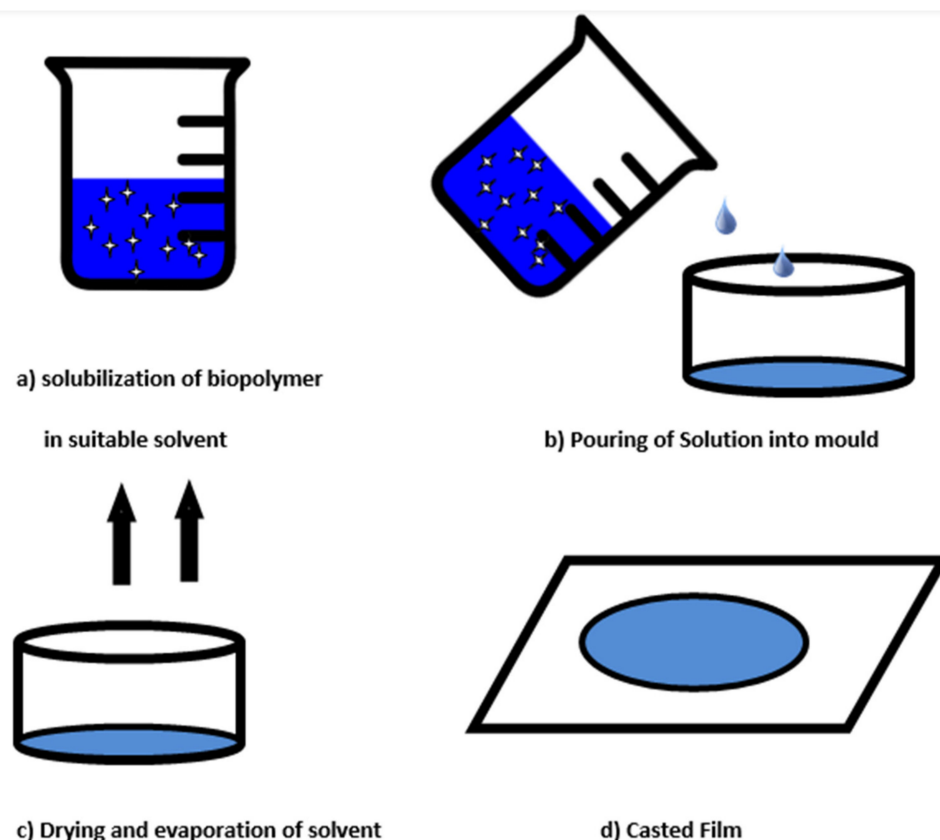 a) solubilization of biopolymer
in suitable solvent
b) Pouring of Solution into mould
c) Drying and evaporation of solvent
d) Casted Film